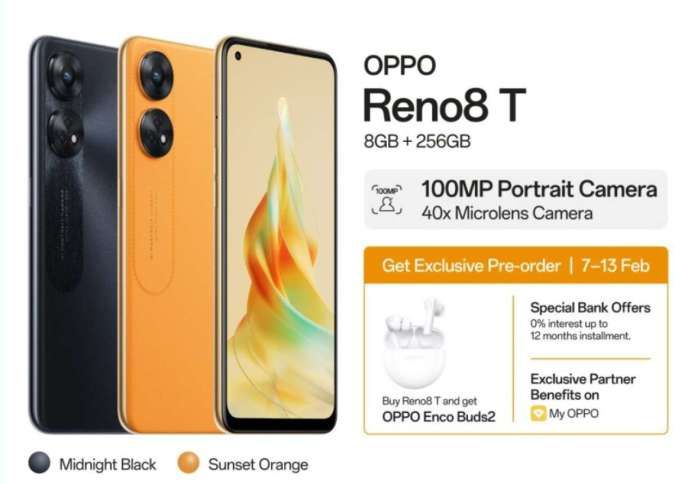 OPPO
Reno8 T
8GB + 256GB
100MP
100MP Portrait Camera
40x Microlens Camera
Get Exclusive Pre-order | 7–13 Feb
Buy Reno8 T and get
OPPO Enco Buds2
Special Bank Offers
0% interest up to
12 months installment.
Exclusive Partner
Benefits on
My OPPO
Midnight Black
Sunset Orange